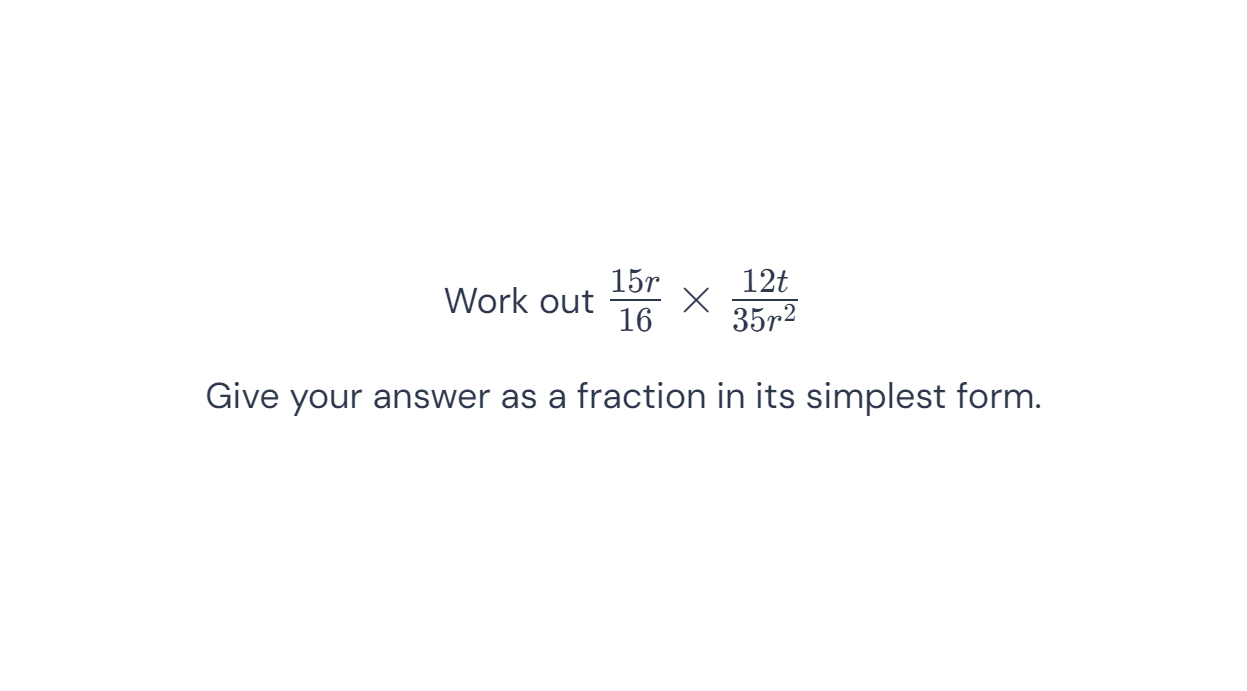 Work out $\frac{15r}{16} \times \frac{12t}{35r^2}$
Give your answer as a fraction in its simplest form.